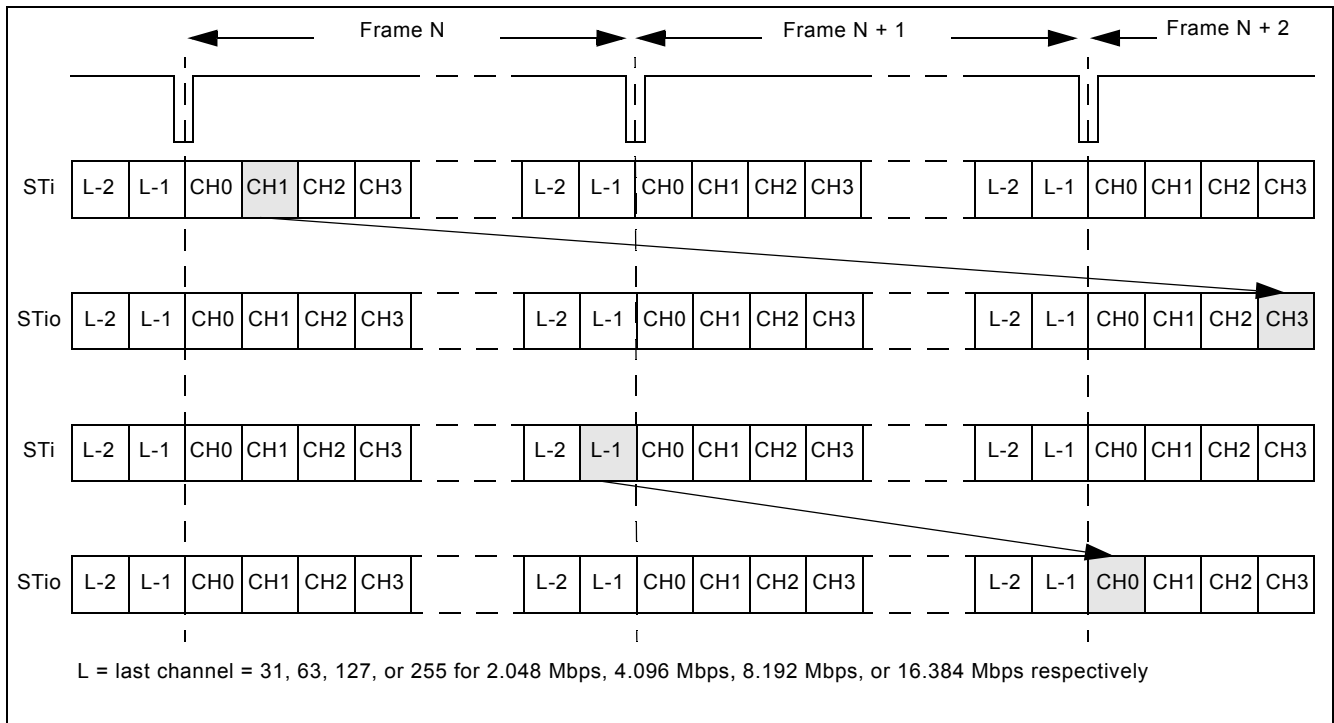 Frame N Frame N + 1 Frame N + 2
STi L-2 L-1 CH0 CH1 CH2 CH3 L-2 L-1 CH0 CH1 CH2 CH3 L-2 L-1 CH0 CH1 CH2 CH3
STio L-2 L-1 CH0 CH1 CH2 CH3 L-2 L-1 CH0 CH1 CH2 CH3 L-2 L-1 CH0 CH1 CH2 CH3
STi L-2 L-1 CH0 CH1 CH2 CH3 L-2 L-1 CH0 CH1 CH2 CH3 L-2 L-1 CH0 CH1 CH2 CH3
STio L-2 L-1 CH0 CH1 CH2 CH3 L-2 L-1 CH0 CH1 CH2 CH3 L-2 L-1 CH0 CH1 CH2 CH3
L = last channel = 31, 63, 127, or 255 for 2.048 Mbps, 4.096 Mbps, 8.192 Mbps, or 16.384 Mbps respectively